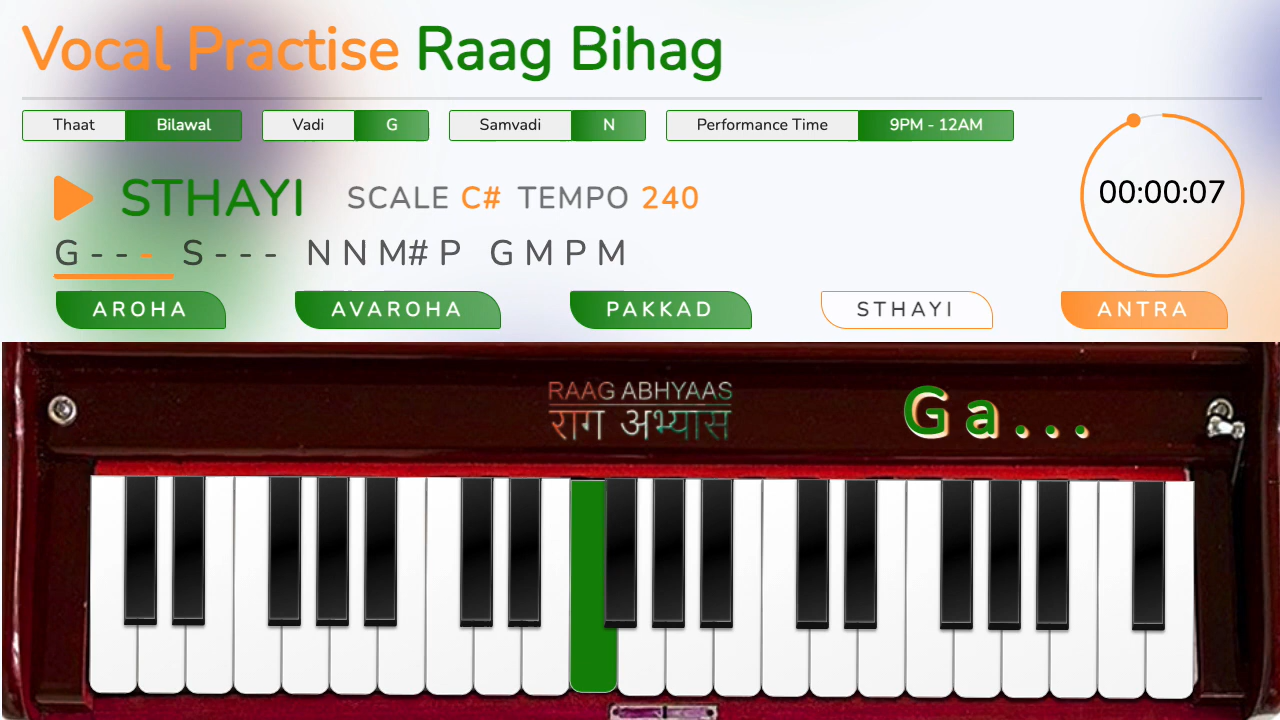 Vocal Practise Raag Bihag
Thaat Bilawal Vadi G Samvadi N Performance Time 9PM - 12AM
00:00:07
STHAYI SCALE C# TEMPO 240
G - - - S - - - N N M# P G M P M
AROHA AVAROHA PAKKAD STHAYI ANTRA
RAAG ABHYAAS
राग अभ्यास
Ga...